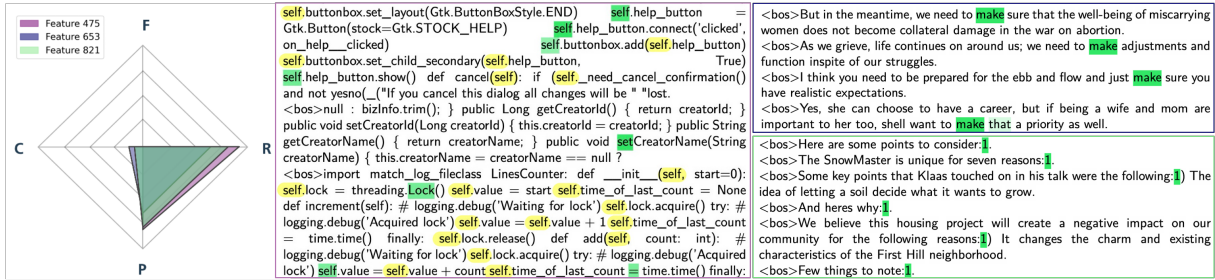 Feature 475
Feature 653
Feature 821
F
C
R
P
self.buttonbox.set_layout(Gtk.ButtonBoxStyle.END) self.help_button =
Gtk.Button(stock=Gtk.STOCK_HELP) self.help_button.connect('clicked',
on_help__clicked) self.buttonbox.add(self.help_button)
self.buttonbox.set_child_secondary(self.help_button, True)
self.help_button.show() def cancel(self): if (self._need_cancel_confirmation()
and not yesno(_("If you cancel this dialog all changes will be " "lost.
<bos>null : bizInfo.trim(); } public Long getCreatorId() { return creatorId; }
public void setCreatorId(Long creatorId) { this.creatorId = creatorId; } public String
getCreatorName() { return creatorName; } public void setCreatorName(String
creatorName) { this.creatorName = creatorName == null ?
<bos>import match_log_fileclass LinesCounter: def __init__(self, start=0):
self.lock = threading.Lock() self.value = start self.time_of_last_count = None
def increment(self): # logging.debug('Waiting for lock') self.lock.acquire() try: #
logging.debug('Acquired lock') self.value = self.value + 1 self.time_of_last_count
= time.time() finally: self.lock.release() def add(self, count: int): #
logging.debug('Waiting for lock') self.lock.acquire() try: # logging.debug('Acquired
lock') self.value = self.value + count self.time_of_last_count = time.time() finally:
<bos>But in the meantime, we need to make sure that the well-being of miscarrying
women does not become collateral damage in the war on abortion.
<bos>As we grieve, life continues on around us; we need to make adjustments and
function inspite of our struggles.
<bos>I think you need to be prepared for the ebb and flow and just make sure you
have realistic expectations.
<bos>Yes, she can choose to have a career, but if being a wife and mom are
important to her too, shell want to make that a priority as well.
<bos>Here are some points to consider:1.
<bos>The SnowMaster is unique for seven reasons:1.
<bos>Some key points that Klaas touched on in his talk were the following:1) The
idea of letting a soil decide what it wants to grow.
<bos>And heres why:1.
<bos>We believe this housing project will create a negative impact on our
community for the following reasons:1) It changes the charm and existing
characteristics of the First Hill neighborhood.
<bos>Few things to note:1.